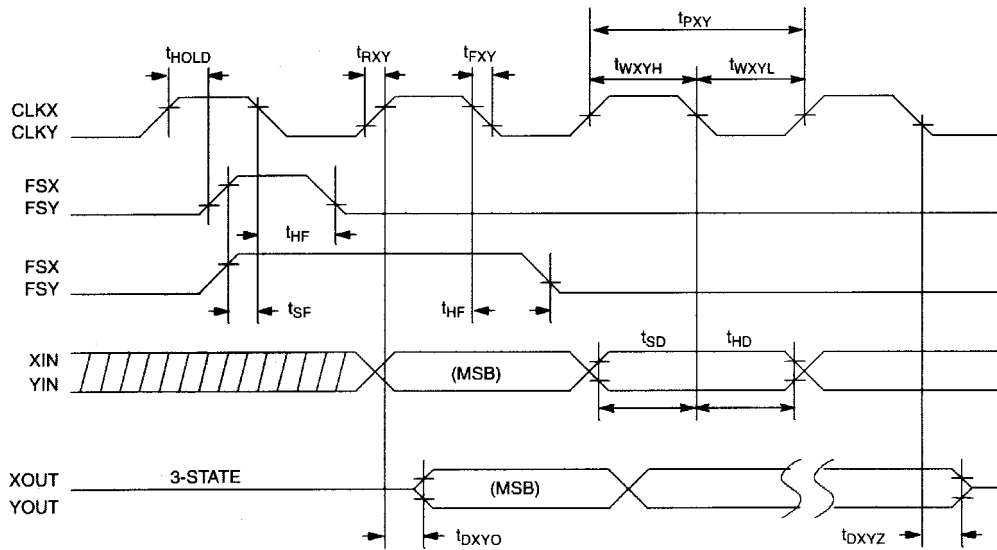 tPXY
tHOLD tRXY tFXY tWXYH tWXYL
CLKX
CLKY
FSX
FSY
tHF
FSX
FSY
tSF tHF
XIN
YIN
(MSB)
tSD tHD
XOUT
YOUT
3-STATE
(MSB)
tDXYO tDXYZ